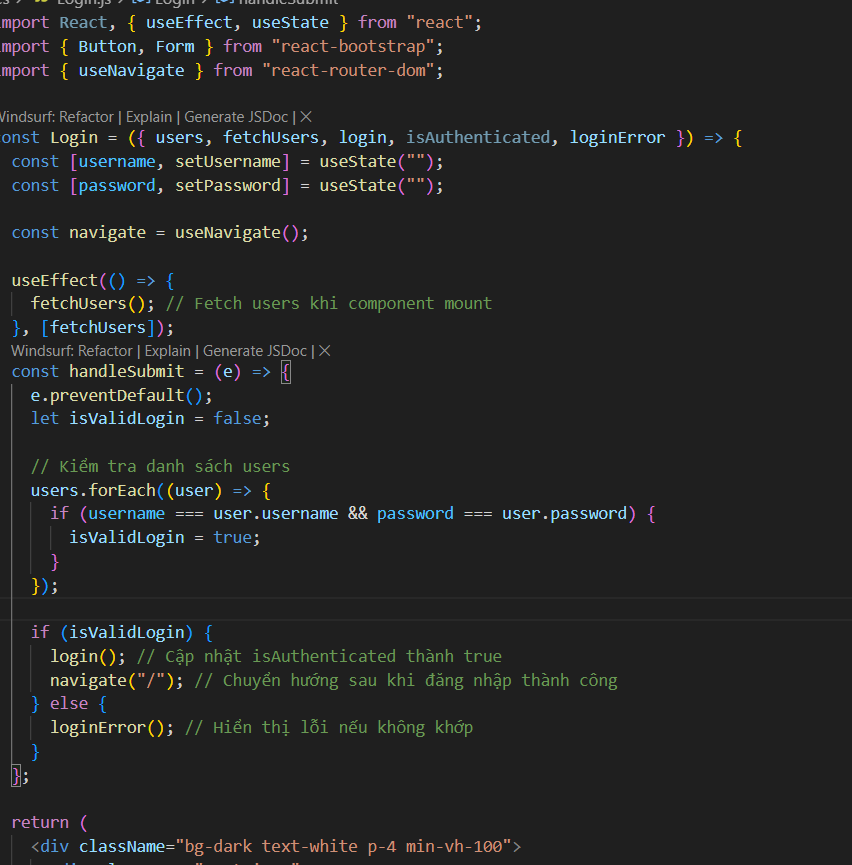 Login.js > Login > handleSubmit
import React, { useEffect, useState } from "react";
import { Button, Form } from "react-bootstrap";
import { useNavigate } from "react-router-dom";
Windsurf: Refactor | Explain | Generate JSDoc | ×
const Login = ({ users, fetchUsers, login, isAuthenticated, loginError }) => {
const [username, setUsername] = useState("");
const [password, setPassword] = useState("");
const navigate = useNavigate();
useEffect(() => {
fetchUsers(); // Fetch users khi component mount
}, [fetchUsers]);
Windsurf: Refactor | Explain | Generate JSDoc | ×
const handleSubmit = (e) => {
e.preventDefault();
let isValidLogin = false;
// Kiểm tra danh sách users
users.forEach((user) => {
if (username === user.username && password === user.password) {
isValidLogin = true;
}
});
if (isValidLogin) {
login(); // Cập nhật isAuthenticated thành true
navigate("/"); // Chuyển hướng sau khi đăng nhập thành công
} else {
loginError(); // Hiển thị lỗi nếu không khớp
}
};
return (
<div className="bg-dark text-white p-4 min-vh-100">